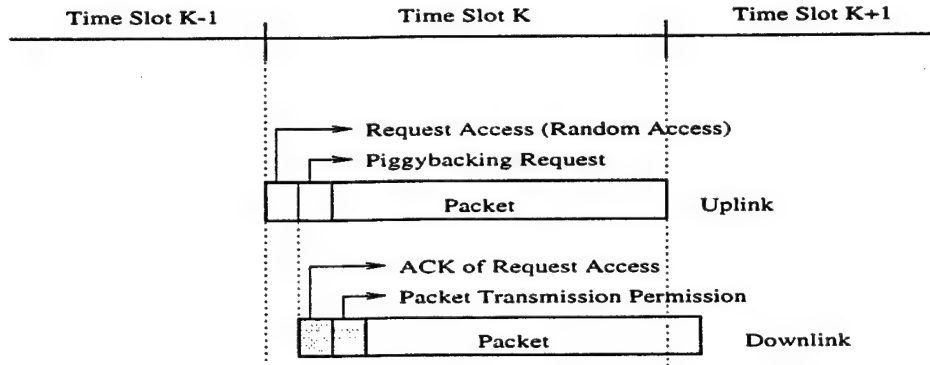 Time Slot K-1 Time Slot K Time Slot K+1
Request Access (Random Access)
Piggybacking Request
Packet Uplink
ACK of Request Access
Packet Transmission Permission
Packet Downlink